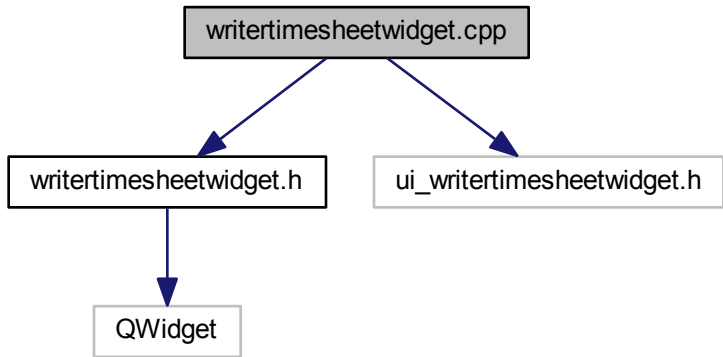 writertimesheetwidget.cpp
writertimesheetwidget.h
ui_writertimesheetwidget.h
QWidget